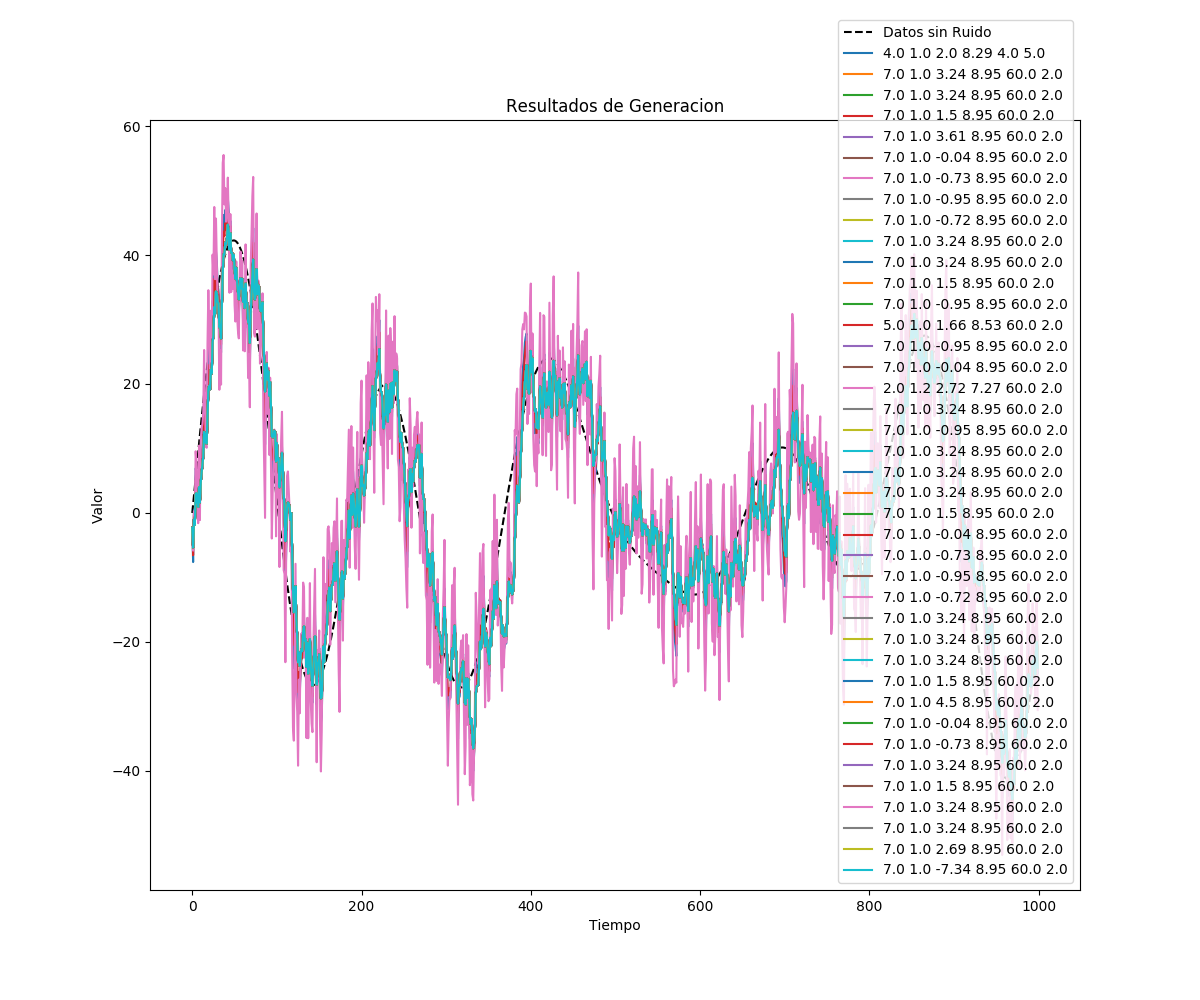 Datos sin Ruido
4.0 1.0 2.0 8.29 4.0 5.0
7.0 1.0 3.24 8.95 60.0 2.0
7.0 1.0 3.24 8.95 60.0 2.0
7.0 1.0 1.5 8.95 60.0 2.0
7.0 1.0 3.61 8.95 60.0 2.0
7.0 1.0 -0.04 8.95 60.0 2.0
7.0 1.0 -0.73 8.95 60.0 2.0
7.0 1.0 -0.95 8.95 60.0 2.0
7.0 1.0 -0.72 8.95 60.0 2.0
7.0 1.0 3.24 8.95 60.0 2.0
7.0 1.0 3.24 8.95 60.0 2.0
7.0 1.0 1.5 8.95 60.0 2.0
7.0 1.0 -0.95 8.95 60.0 2.0
5.0 1.0 1.66 8.53 60.0 2.0
7.0 1.0 -0.95 8.95 60.0 2.0
7.0 1.0 -0.04 8.95 60.0 2.0
2.0 1.2 2.72 7.27 60.0 2.0
7.0 1.0 3.24 8.95 60.0 2.0
7.0 1.0 -0.95 8.95 60.0 2.0
7.0 1.0 3.24 8.95 60.0 2.0
7.0 1.0 3.24 8.95 60.0 2.0
7.0 1.0 3.24 8.95 60.0 2.0
7.0 1.0 1.5 8.95 60.0 2.0
7.0 1.0 -0.04 8.95 60.0 2.0
7.0 1.0 -0.73 8.95 60.0 2.0
7.0 1.0 -0.95 8.95 60.0 2.0
7.0 1.0 -0.72 8.95 60.0 2.0
7.0 1.0 3.24 8.95 60.0 2.0
7.0 1.0 3.24 8.95 60.0 2.0
7.0 1.0 3.24 8.95 60.0 2.0
7.0 1.0 1.5 8.95 60.0 2.0
7.0 1.0 4.5 8.95 60.0 2.0
7.0 1.0 -0.04 8.95 60.0 2.0
7.0 1.0 -0.73 8.95 60.0 2.0
7.0 1.0 3.24 8.95 60.0 2.0
7.0 1.0 1.5 8.95 60.0 2.0
7.0 1.0 3.24 8.95 60.0 2.0
7.0 1.0 3.24 8.95 60.0 2.0
7.0 1.0 2.69 8.95 60.0 2.0
7.0 1.0 -7.34 8.95 60.0 2.0
Resultados de Generacion
60
40
20
0
−20
−40
Valor
0 200 400 600 800 1000
Tiempo